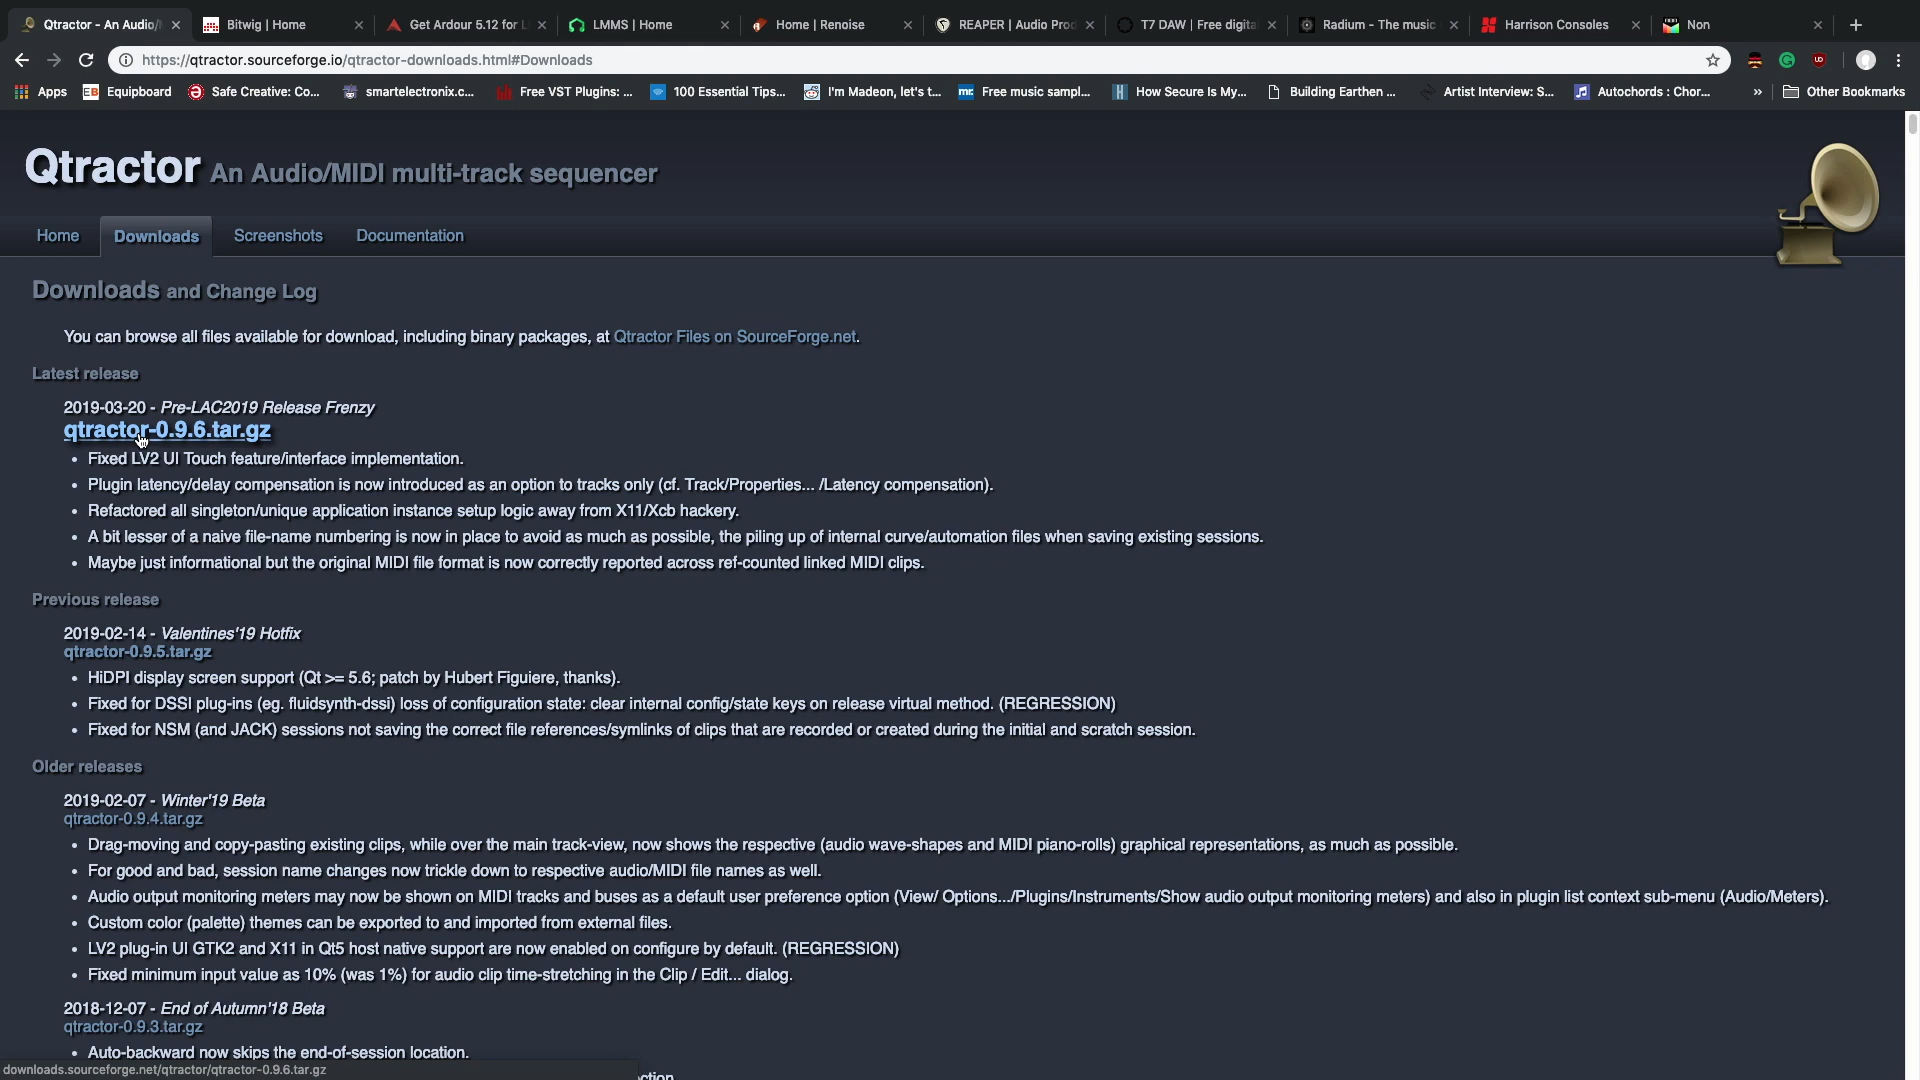 Qtractor - An Audio/
Bitwig | Home
Get Ardour 5.12 for L
LMMS | Home
Home | Renoise
REAPER | Audio Prod
T7 DAW | Free digita
Radium - The music
Harrison Consoles
Non
https://qtractor.sourceforge.io/qtractor-downloads.html#Downloads
Apps
Equipboard
Safe Creative: Co...
smartelectronix.c...
Free VST Plugins: ...
100 Essential Tips...
I'm Madeon, let's t...
Free music sampl...
How Secure Is My...
Building Earthen ...
Artist Interview: S...
Autochords : Chor...
»
Other Bookmarks
Qtractor An Audio/MIDI multi-track sequencer
Home
Downloads
Screenshots
Documentation
Downloads and Change Log
You can browse all files available for download, including binary packages, at Qtractor Files on SourceForge.net.
Latest release
2019-03-20 - Pre-LAC2019 Release Frenzy
qtractor-0.9.6.tar.gz
• Fixed LV2 UI Touch feature/interface implementation.
• Plugin latency/delay compensation is now introduced as an option to tracks only (cf. Track/Properties... /Latency compensation).
• Refactored all singleton/unique application instance setup logic away from X11/Xcb hackery.
• A bit lesser of a naive file-name numbering is now in place to avoid as much as possible, the piling up of internal curve/automation files when saving existing sessions.
• Maybe just informational but the original MIDI file format is now correctly reported across ref-counted linked MIDI clips.
Previous release
2019-02-14 - Valentines'19 Hotfix
qtractor-0.9.5.tar.gz
• HiDPI display screen support (Qt >= 5.6; patch by Hubert Figuiere, thanks).
• Fixed for DSSI plug-ins (eg. fluidsynth-dssi) loss of configuration state: clear internal config/state keys on release virtual method. (REGRESSION)
• Fixed for NSM (and JACK) sessions not saving the correct file references/symlinks of clips that are recorded or created during the initial and scratch session.
Older releases
2019-02-07 - Winter'19 Beta
qtractor-0.9.4.tar.gz
• Drag-moving and copy-pasting existing clips, while over the main track-view, now shows the respective (audio wave-shapes and MIDI piano-rolls) graphical representations, as much as possible.
• For good and bad, session name changes now trickle down to respective audio/MIDI file names as well.
• Audio output monitoring meters may now be shown on MIDI tracks and buses as a default user preference option (View/ Options.../Plugins/Instruments/Show audio output monitoring meters) and also in plugin list context sub-menu (Audio/Meters).
• Custom color (palette) themes can be exported to and imported from external files.
• LV2 plug-in UI GTK2 and X11 in Qt5 host native support are now enabled on configure by default. (REGRESSION)
• Fixed minimum input value as 10% (was 1%) for audio clip time-stretching in the Clip / Edit... dialog.
2018-12-07 - End of Autumn'18 Beta
qtractor-0.9.3.tar.gz
• Auto-backward now skips the end-of-session location.
downloads.sourceforge.net/qtractor/qtractor-0.9.6.tar.gz